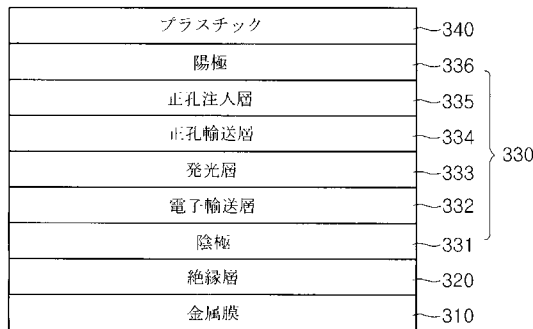 プラスチック 340
陽極 336
正孔注人層 335
正孔輸送層 334
発光層 333
330
電子輸送層 332
陰極 331
絶縁層 320
金属膜 310